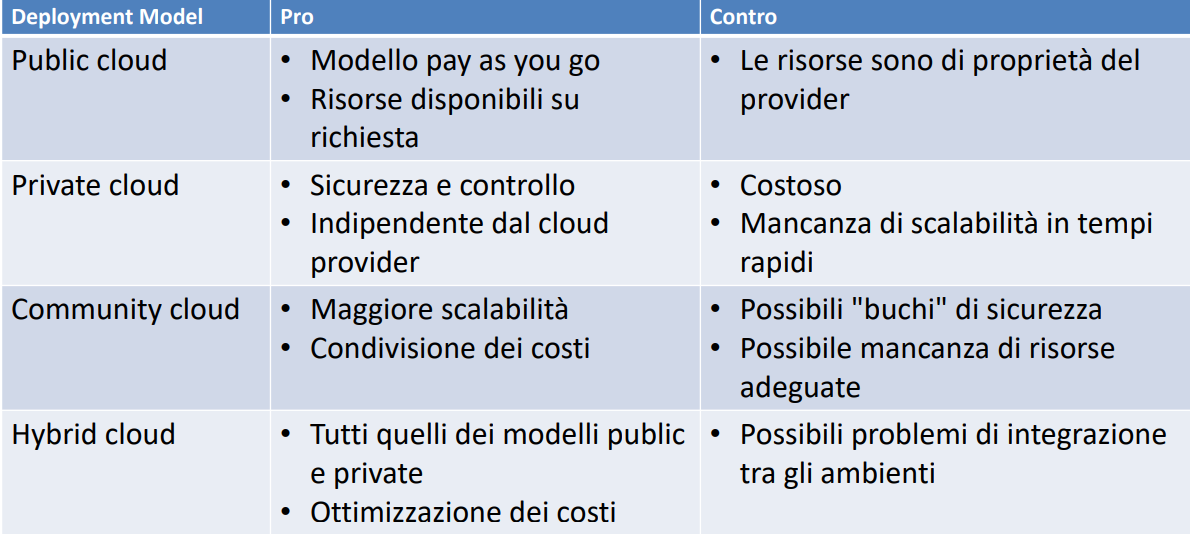 Deployment Model Pro Contro
Public cloud
• Modello pay as you go
• Risorse disponibili su
richiesta
• Le risorse sono di proprietà del
provider
Private cloud
• Sicurezza e controllo
• Indipendente dal cloud
provider
• Costoso
• Mancanza di scalabilità in tempi
rapidi
Community cloud
• Maggiore scalabilità
• Condivisione dei costi
• Possibili "buchi" di sicurezza
• Possibile mancanza di risorse
adeguate
Hybrid cloud
• Tutti quelli dei modelli public
e private
• Ottimizzazione dei costi
• Possibili problemi di integrazione
tra gli ambienti